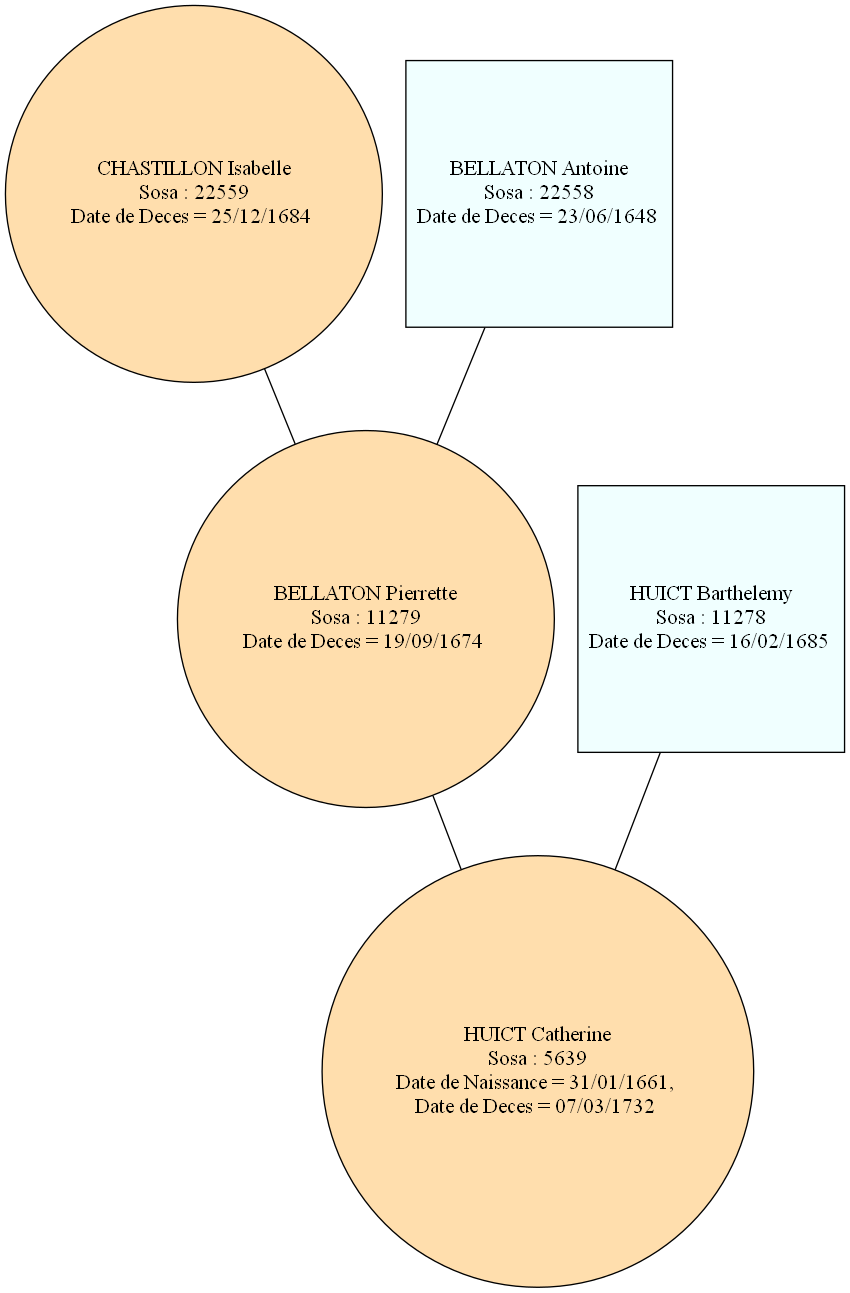 CHASTILLON Isabelle
Sosa : 22559
Date de Deces = 25/12/1684
BELLATON Antoine
Sosa : 22558
Date de Deces = 23/06/1648
BELLATON Pierrette
Sosa : 11279
Date de Deces = 19/09/1674
HUICT Barthelemy
Sosa : 11278
Date de Deces = 16/02/1685
HUICT Catherine
Sosa : 5639
Date de Naissance = 31/01/1661,
Date de Deces = 07/03/1732